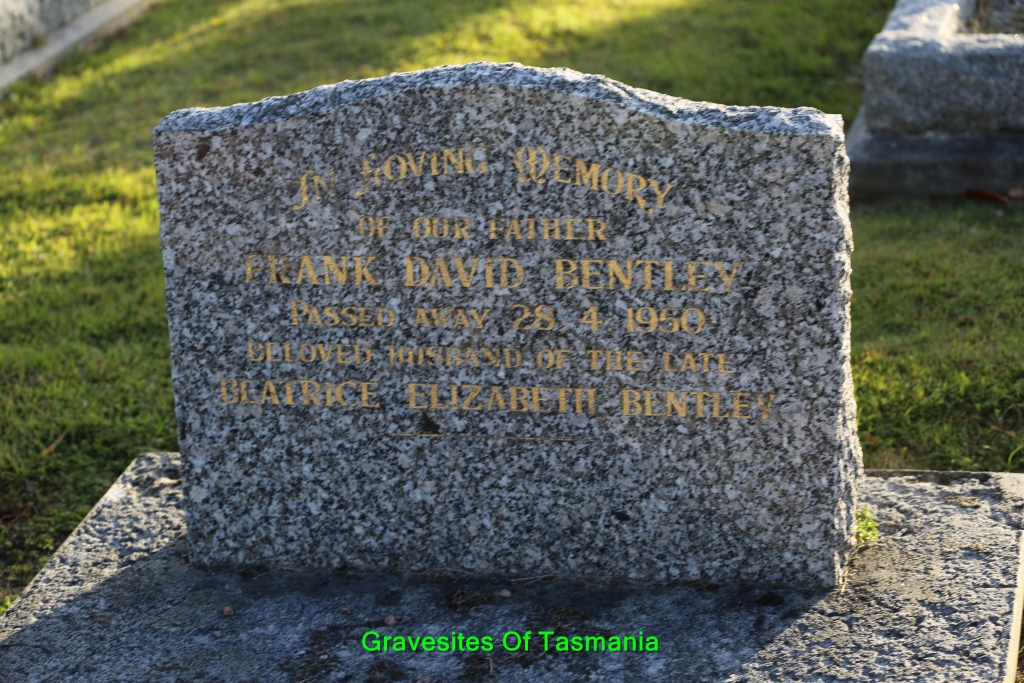 In Loving Memory
OF OUR FATHER
FRANK DAVID BENTLEY
PASSED AWAY 28.4.1950
BELOVED HUSBAND OF THE LATE
BEATRICE ELIZABETH BENTLEY
Gravesites Of Tasmania